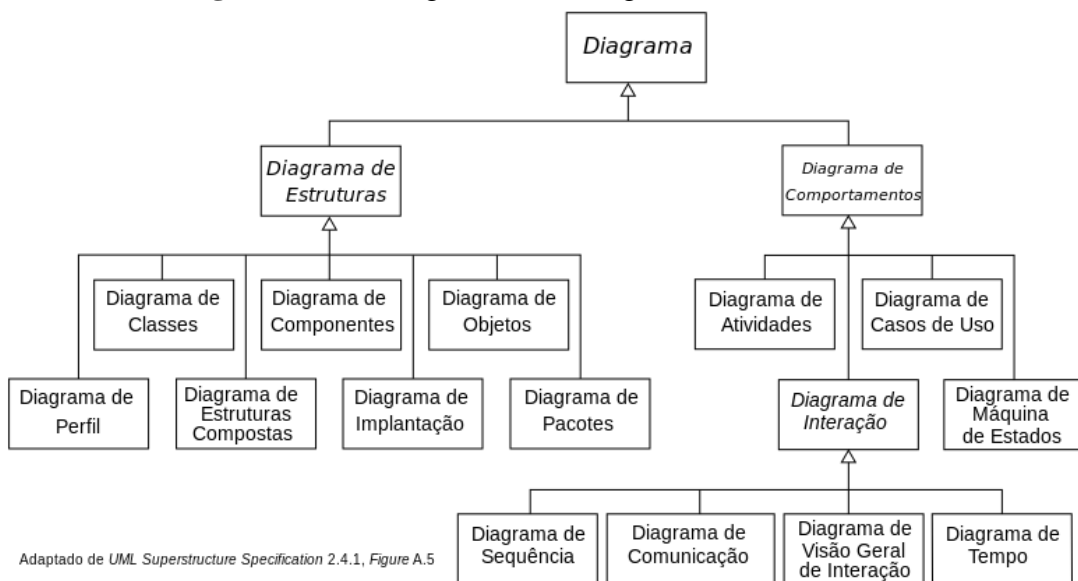 Diagrama
Diagrama de
Estruturas
Diagrama de
Comportamentos
Diagrama de
Classes
Diagrama de
Componentes
Diagrama de
Objetos
Diagrama de
Atividades
Diagrama de
Casos de Uso
Diagrama de
Perfil
Diagrama de
Estruturas
Compostas
Diagrama de
Implantação
Diagrama de
Pacotes
Diagrama de
Interação
Diagrama de
Máquina
de Estados
Diagrama de
Sequência
Diagrama de
Comunicação
Diagrama de
Visão Geral
de Interação
Diagrama de
Tempo
Adaptado de UML Superstructure Specification 2.4.1, Figure A.5